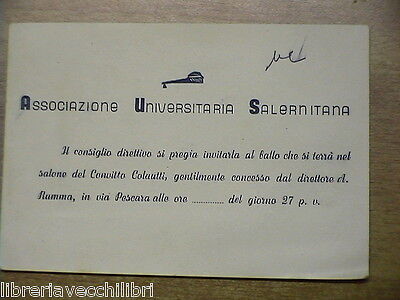 Associazione Universitaria Salernitana
Il consiglio direttivo si pregia invitarla al ballo che si terrà nel
salone del Convitto Colautti, gentilmente concesso dal direttore A.
Rumma, in via Pescara alle ore .............. del giorno 27 p. v.
libreriavecchilibri